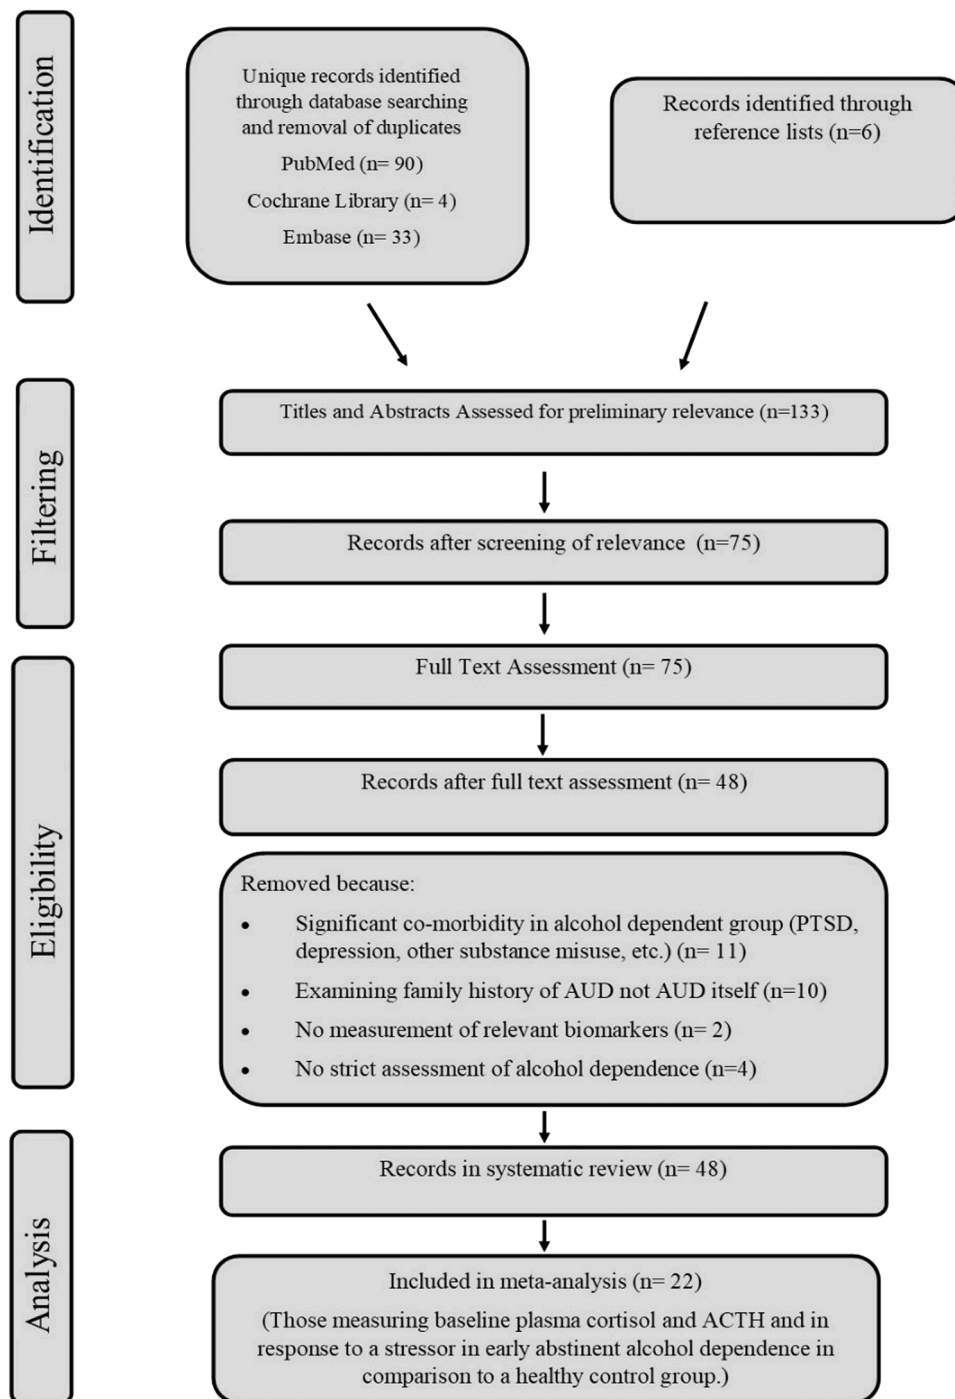 Identification
Unique records identified
through database searching
and removal of duplicates
PubMed (n= 90)
Cochrane Library (n= 4)
Embase (n= 33)
Records identified through
reference lists (n=6)
Filtering
Titles and Abstracts Assessed for preliminary relevance (n=133)
Records after screening of relevance (n=75)
Eligibility
Full Text Assessment (n= 75)
Records after full text assessment (n= 48)
Removed because:
• Significant co-morbidity in alcohol dependent group (PTSD,
depression, other substance misuse, etc.) (n= 11)
• Examining family history of AUD not AUD itself (n=10)
• No measurement of relevant biomarkers (n= 2)
• No strict assessment of alcohol dependence (n=4)
Analysis
Records in systematic review (n= 48)
Included in meta-analysis (n= 22)
(Those measuring baseline plasma cortisol and ACTH and in
response to a stressor in early abstinent alcohol dependence in
comparison to a healthy control group.)